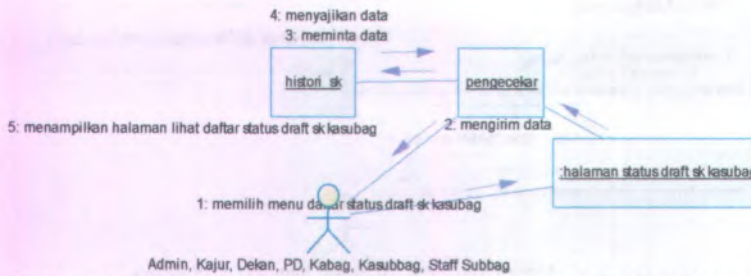 4: menyajikan data
3: meminta data
histori sk
pengecekar
5: menampilkan halaman lihat daftar status draft sk kasubag
2: mengirim data
:halaman status draft sk kasubag
1: memilih menu daftar status draft sk kasubag
Admin, Kajur, Dekan, PD, Kabag, Kasubbag, Staff Subbag